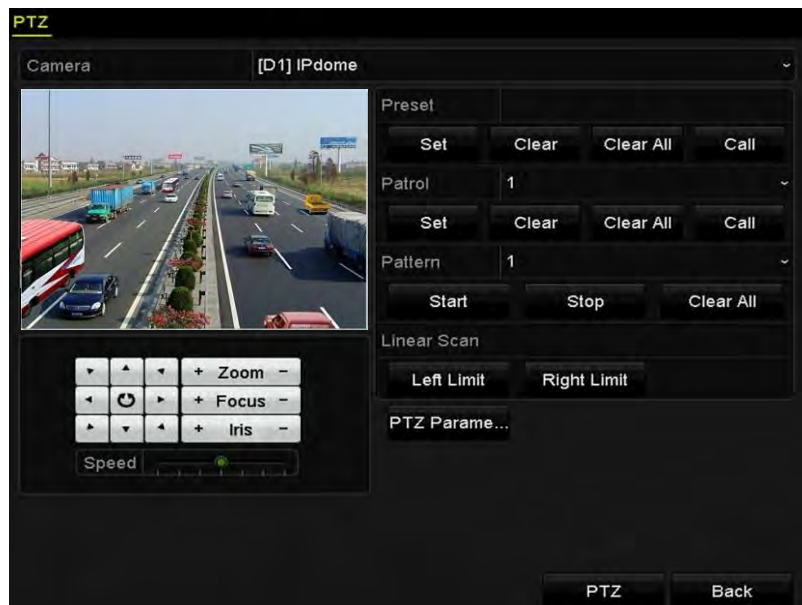 PTZ
Camera [D1] IPdome
Preset
Set Clear Clear All Call
Patrol 1
Set Clear Clear All Call
Pattern 1
Start Stop Clear All
Linear Scan
Left Limit Right Limit
PTZ Parame...
+ Zoom -
+ Focus -
+ Iris -
Speed
PTZ Back